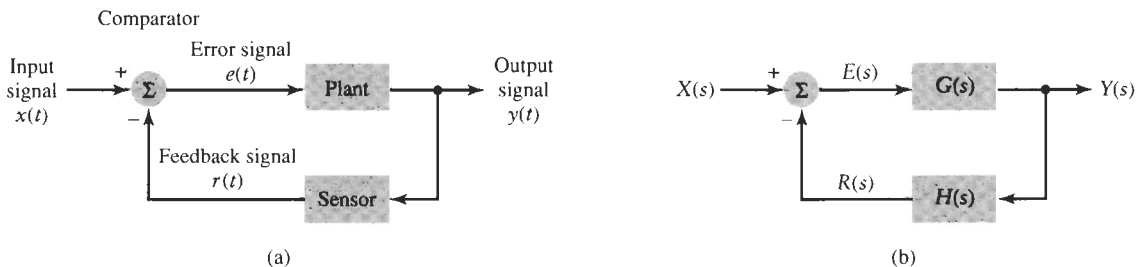 Comparator
Error signal
e(t)
Input
signal
x(t)
+
Σ
−
Plant
Output
signal
y(t)
Feedback signal
r(t)
Sensor
(a)
X(s)
+
Σ
−
E(s)
G(s)
Y(s)
R(s)
H(s)
(b)